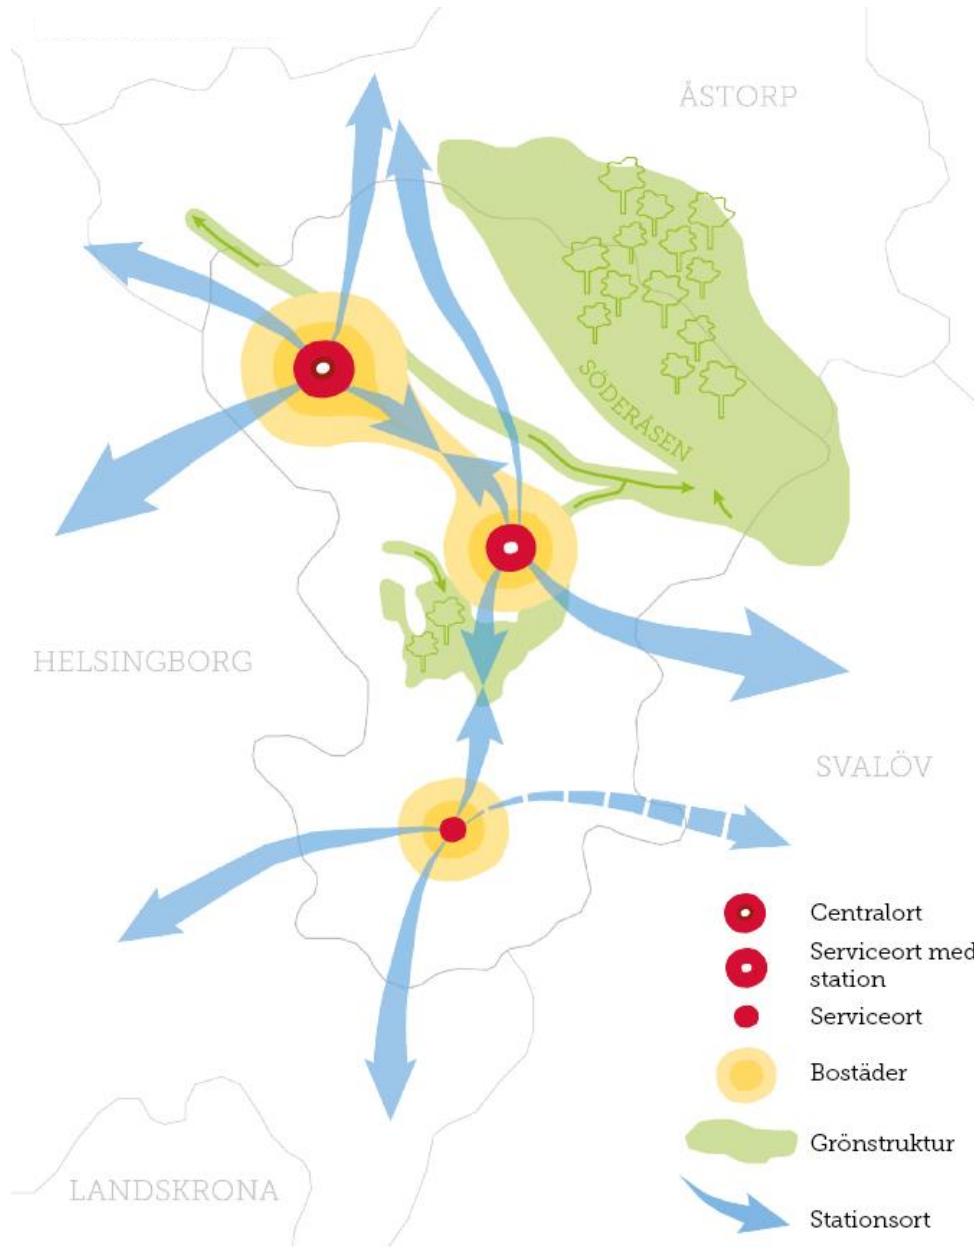 ÅSTORP
SÖDERÅSEN
HELSINGBORG
SVALÖV
Centralort
Serviceort med
station
Serviceort
Bostäder
Grönstruktur
LANDSKRONA
Stationsort